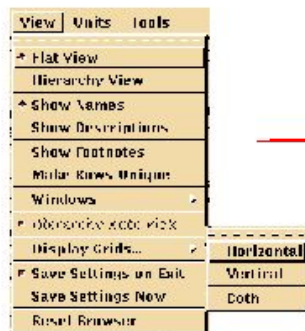 View Units Tools
Flat View
Hierarchy View
Show Names
Show Descriptions
Show Footnotes
Make Rows Unique
Windows
Display Grids...
Horizontal
Save Settings on Exit
Vertical
Save Settings Now
Both
Reset Browser